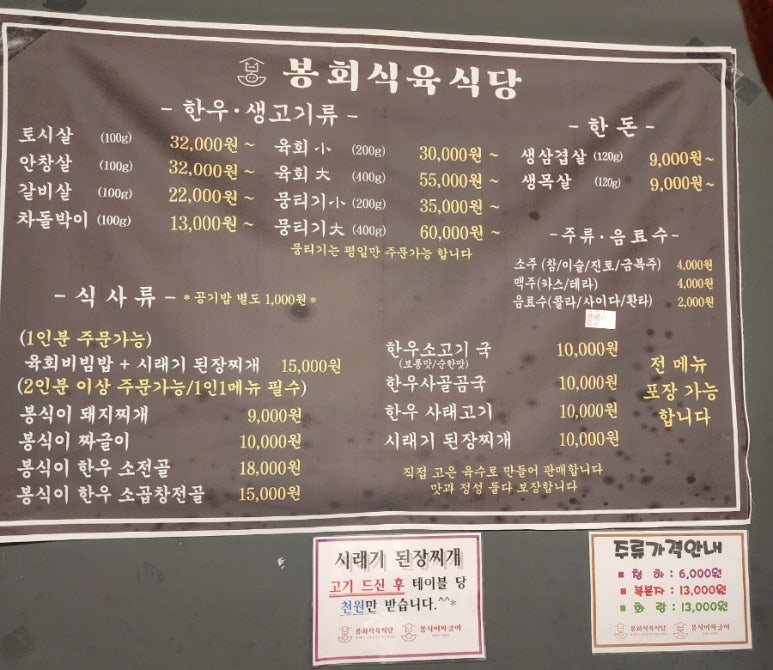 봉회식육식당
- 한우·생고기류 -
토시살 (100g) 32,000원 ~
안창살 (100g) 32,000원 ~
갈비살 (100g) 22,000원 ~
차돌박이 (100g) 13,000원 ~
육회 小 (200g) 30,000원 ~
육회 大 (400g) 55,000원 ~
뭉티기小 (200g) 35,000원 ~
뭉티기大 (400g) 60,000원 ~
뭉티기는 평일만 주문가능 합니다
- 한 돈 -
생삼겹살 (120g) 9,000원~
생목살 (120g) 9,000원~
- 주류·음료수 -
소주 (참/이슬/진로/금복주) 4,000원
맥주(카스/테라) 4,000원
음료수(콜라/사이다/환타) 2,000원
- 식 사 류 - *공기밥 별도 1,000원*
(1인분 주문가능)
육회비빔밥 + 시래기 된장찌개 15,000원
(2인분 이상 주문가능/1인1메뉴 필수)
봉식이 돼지찌개 9,000원
봉식이 짜글이 10,000원
봉식이 한우 소전골 18,000원
봉식이 한우 소곱창전골 15,000원
한우소고기 국 10,000원
(보통맛/순한맛)
한우사골곰국 10,000원
한우 사태고기 10,000원
시래기 된장찌개 10,000원
직접 고은 육수로 만들어 판매합니다
맛과 정성 둘다 보장합니다
전 메뉴
포장 가능
합니다
시래기 된장찌개
고기 드신 후 테이블 당
천원만 받습니다.^^*
봉회식육식당 봉식이짜글이
주류가격안내
■ 청 하 : 6,000원
■ 복분자 : 13,000원
■ 화 랑 : 13,000원
봉회식육식당 봉식이짜글이